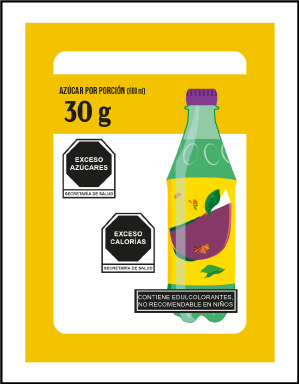 AZÚCAR POR PORCIÓN (600 ml)
30 g
EXCESO
AZÚCARES
SECRETARÍA DE SALUD
EXCESO
CALORÍAS
SECRETARÍA DE SALUD
CONTIENE EDULCOLORANTES,
NO RECOMENDABLE EN NIÑOS